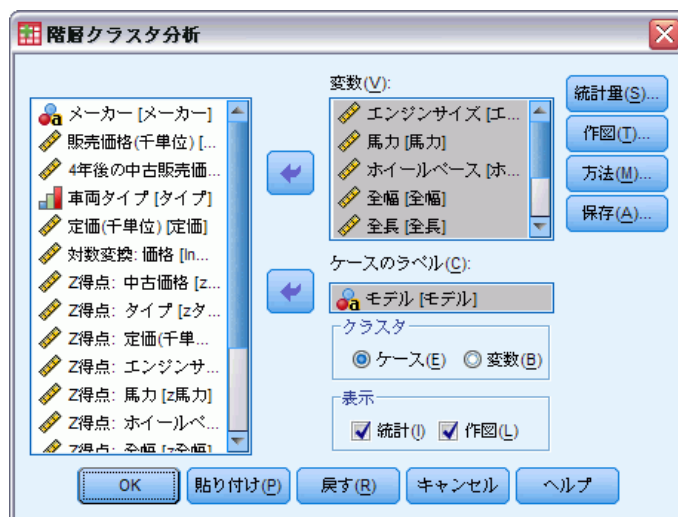 階層クラスタ分析
メーカー [メーカー]
販売価格(千単位) [...
4年後の中古販売価...
車両タイプ [タイプ]
定価(千単位) [定価]
対数変換: 価格 [ln...
Z得点: 中古価格 [z...
Z得点: タイプ [zタ...
Z得点: 定価(千単...
Z得点: エンジンサ...
Z得点: 馬力 [z馬力]
Z得点: ホイールベ...
Z得点: 全幅 [z全幅]
変数(V):
エンジンサイズ [エ...
馬力 [馬力]
ホイールベース [ホ...
全幅 [全幅]
全長 [全長]
ケースのラベル(C):
モデル [モデル]
クラスタ
ケース(E) 変数(B)
表示
統計(I) 作図(L)
統計量(S)...
作図(T)...
方法(M)...
保存(A)...
OK 貼り付け(P) 戻す(R) キャンセル ヘルプ